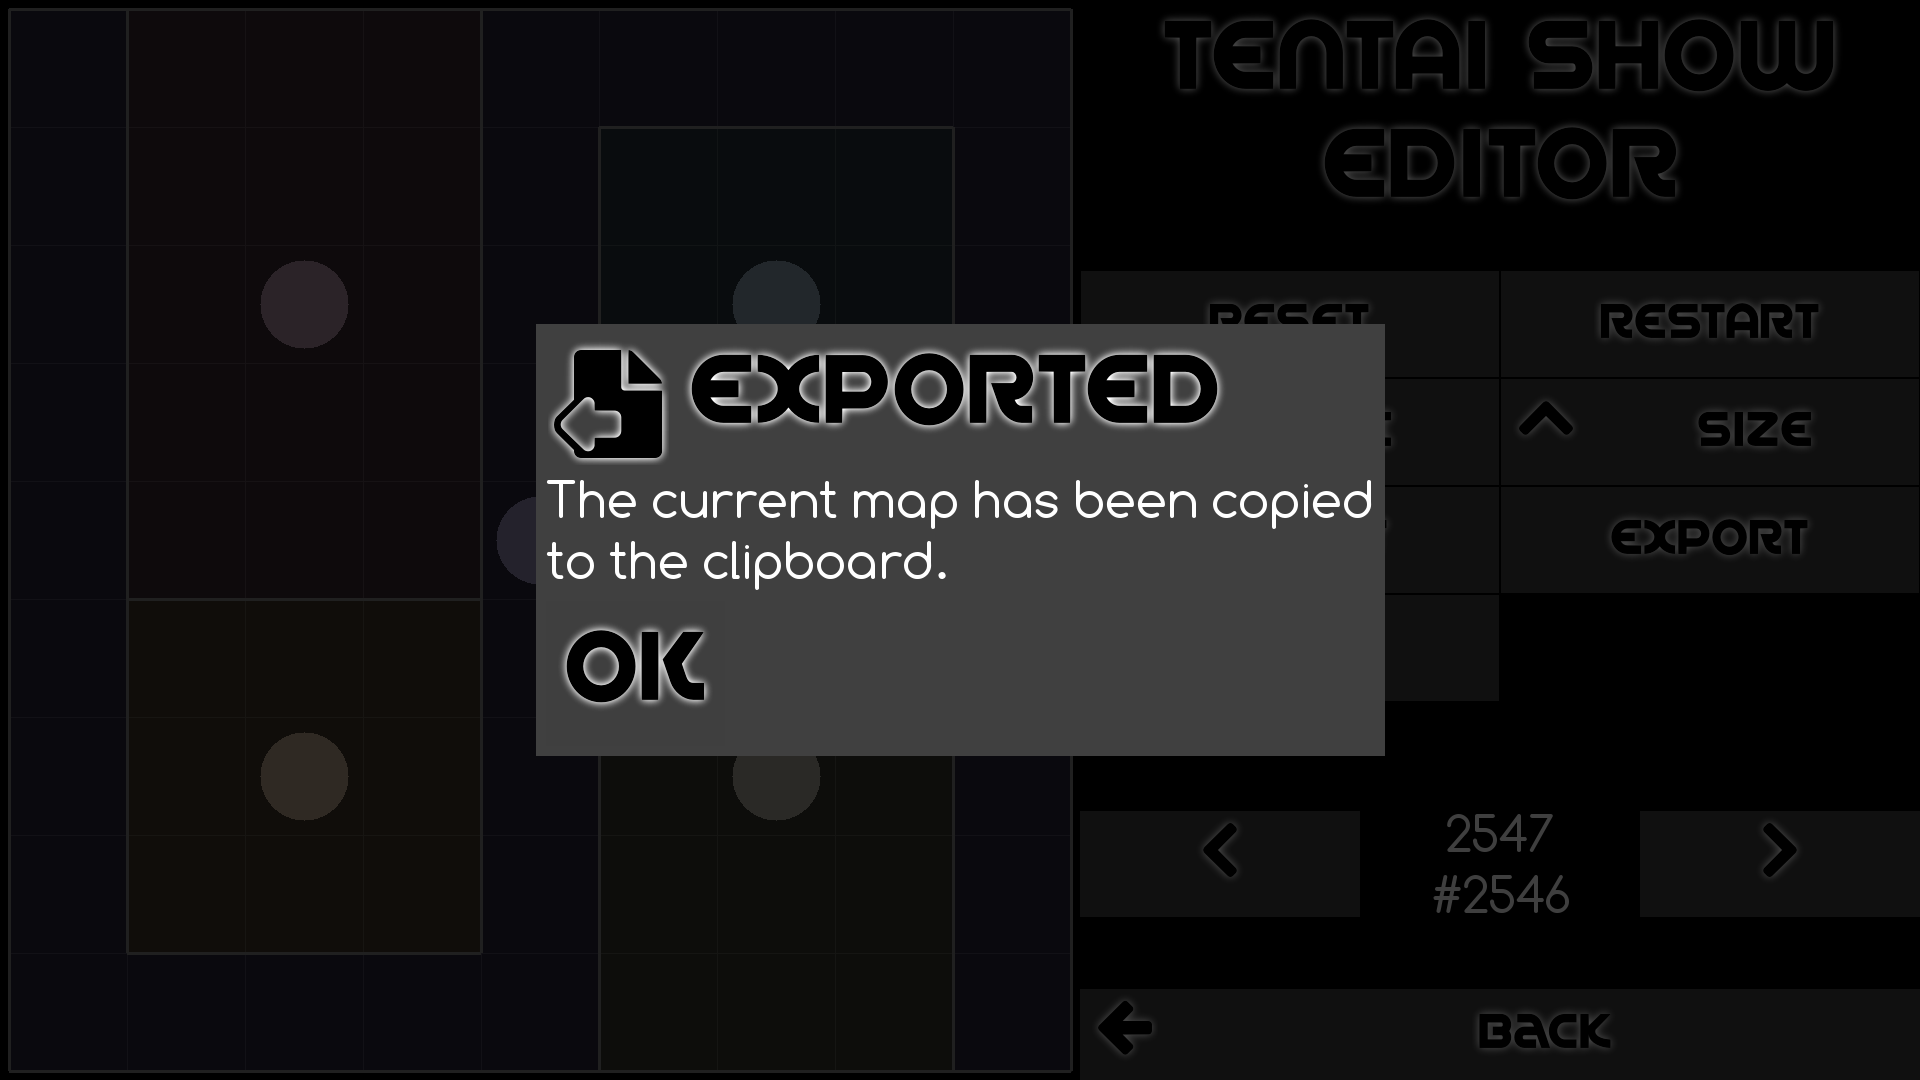 TENTAI SHOW
EDITOR
RESET
RESTART
SIZE
EXPORT
EXPORTED
The current map has been copied
to the clipboard.
OK
2547
#2546
BACK